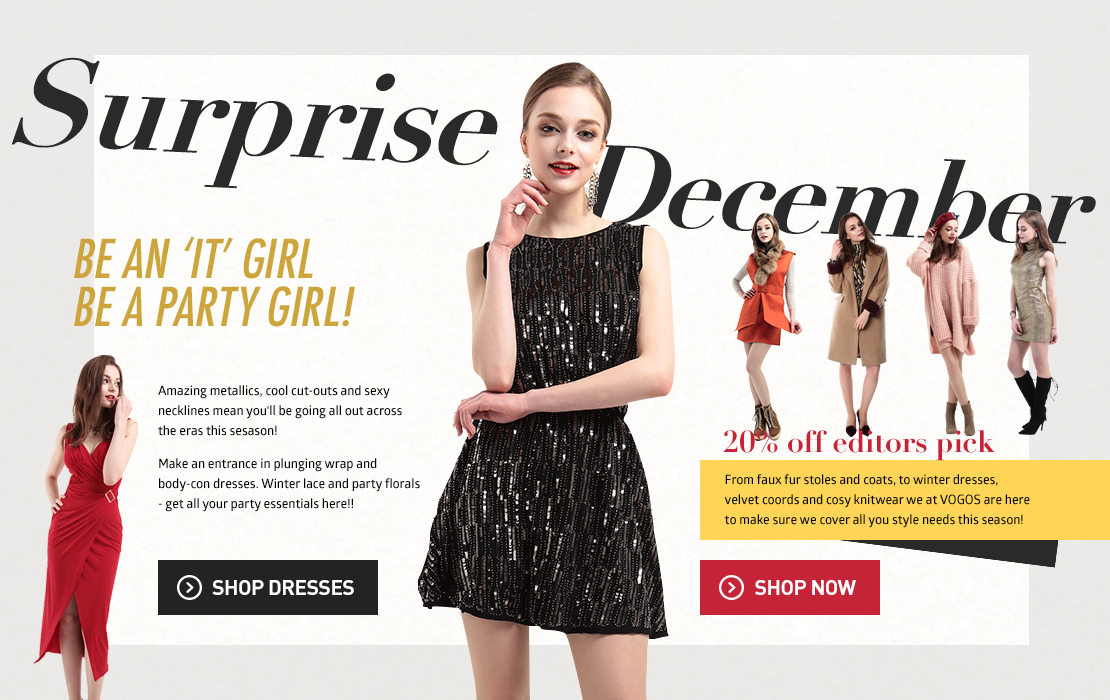 Surprise
December
BE AN ‘IT’ GIRL
BE A PARTY GIRL!
Amazing metallics, cool cut-outs and sexy
necklines mean you'll be going all out across
the eras this sesason!
Make an entrance in plunging wrap and
body-con dresses. Winter lace and party florals
- get all your party essentials here!!
SHOP DRESSES
20% off editors pick
From faux fur stoles and coats, to winter dresses,
velvet coords and cosy knitwear we at VOGOS are here
to make sure we cover all you style needs this season!
SHOP NOW